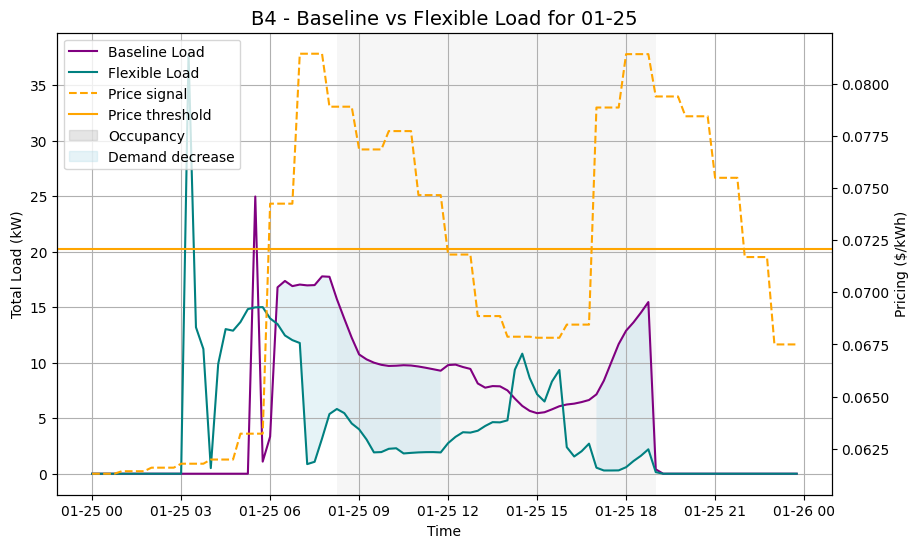 B4 - Baseline vs Flexible Load for 01-25
Baseline Load
Flexible Load
Price signal
Price threshold
Occupancy
Demand decrease
Total Load (kW)
35
30
25
20
15
10
5
0
0.0800
0.0775
0.0750
0.0725
0.0700
0.0675
0.0650
0.0625
Pricing ($/kWh)
01-25 00
01-25 03
01-25 06
01-25 09
01-25 12
01-25 15
01-25 18
01-25 21
01-26 00
Time